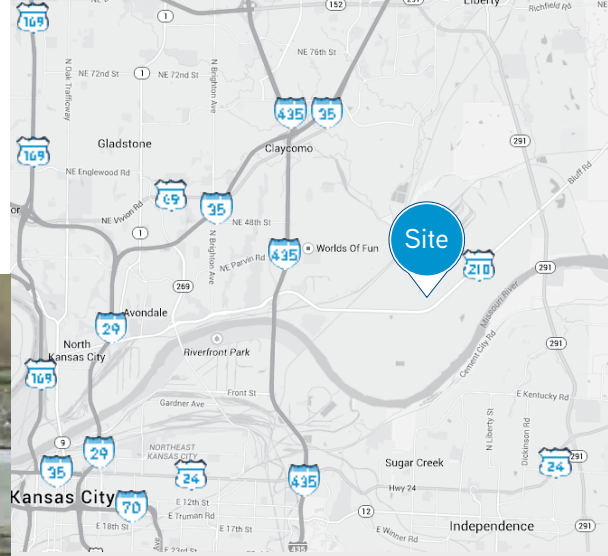 169
1
152
Liberty
Richfield Rd
NE 76th St
N Oak Trafficway
NE 72nd St
1
NE 72nd St
N Brighton Ave
435
35
291
Gladstone
Claycomo
169
NE Englewood Rd
Bluff Rd
69
35
NE Vivion Rd
NE 48th St
1
Site
Worlds Of Fun
435
N Brighton Ave
NE Parvin Rd
210
291
269
Missouri River
Avondale
29
North
Kansas City
Riverfront Park
Cement City Rd
291
169
Front St
Gardner Ave
E Kentucky Rd
N Liberty St
Dickinson Rd
9
29
NORTHEAST
KANSAS CITY
291
24
Sugar Creek
35
24
435
Hwy 24
Kansas City
70
E 12th St
E Truman Rd
12
E 18th St
E 17th St
E Winner Rd
Independence
291
E 23rd St
435